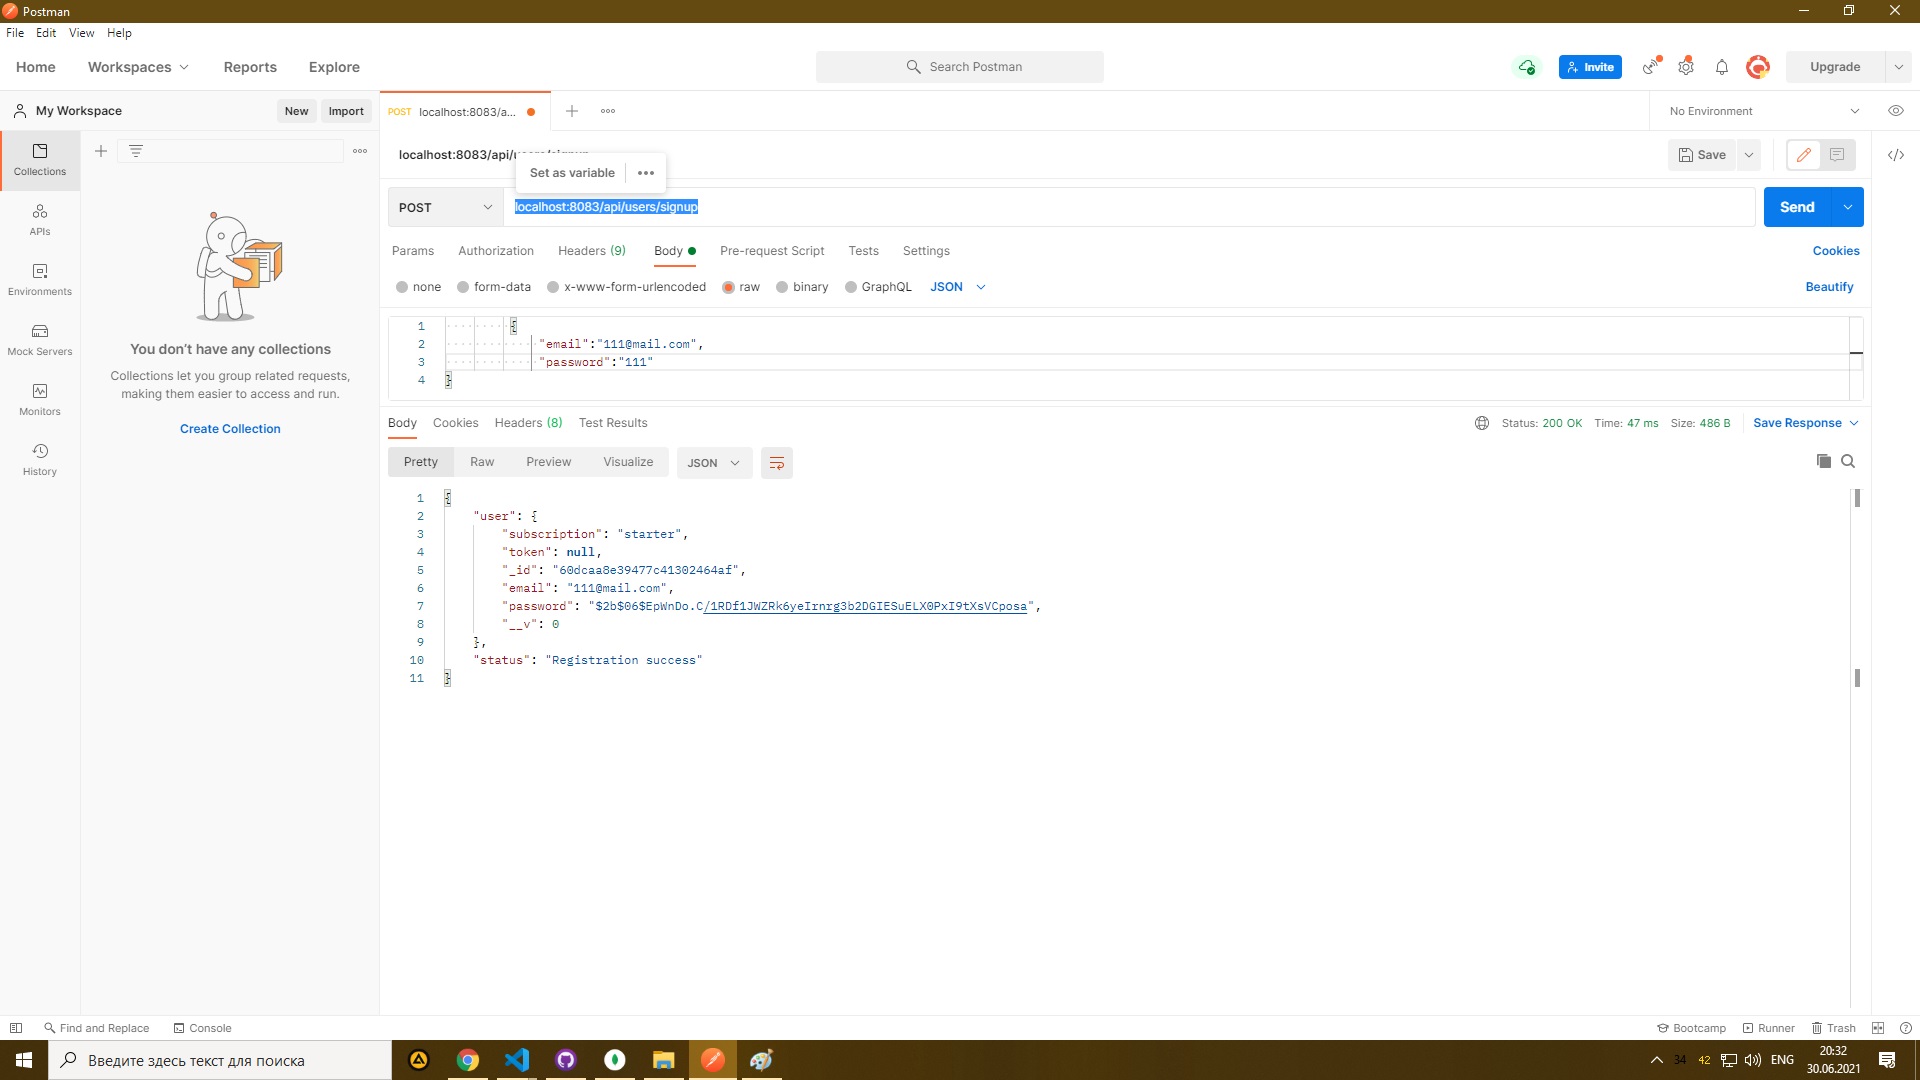 Postman
File Edit View Help
Home Workspaces Reports Explore Search Postman Invite Upgrade
My Workspace New Import POST localhost:8083/a... No Environment
localhost:8083/api/users/signup Save
Set as variable
POST localhost:8083/api/users/signup Send
Params Authorization Headers (9) Body Pre-request Script Tests Settings Cookies
none form-data x-www-form-urlencoded raw binary GraphQL JSON Beautify
1 {
2 "email":"111@mail.com",
3 "password":"111"
4 }
Body Cookies Headers (8) Test Results Status: 200 OK Time: 47 ms Size: 486 B Save Response
Pretty Raw Preview Visualize JSON
1 {
2 "user": {
3 "subscription": "starter",
4 "token": null,
5 "_id": "60dcaa8e39477c41302464af",
6 "email": "111@mail.com",
7 "password": "$2b$06$EpWnDo.C/1RDf1JWZRk6yeIrnrg3b2DGIESuELX0PxI9tXsVCposa",
8 "__v": 0
9 },
10 "status": "Registration success"
11 }
Collections
APIs
Environments
Mock Servers
Monitors
History
You don't have any collections
Collections let you group related requests,
making them easier to access and run.
Create Collection
Find and Replace Console Bootcamp Runner Trash
Введите здесь текст для поиска 34 42 ENG 20:32
30.06.2021